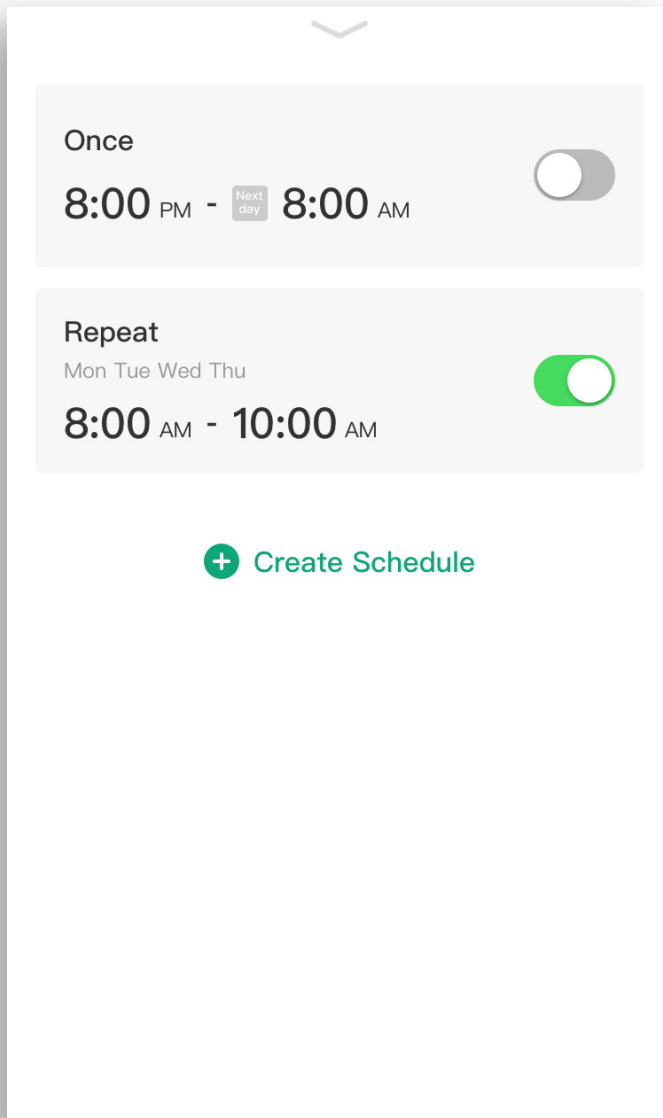 Once
8:00 PM - Next day 8:00 AM
Repeat
Mon Tue Wed Thu
8:00 AM - 10:00 AM
Create Schedule